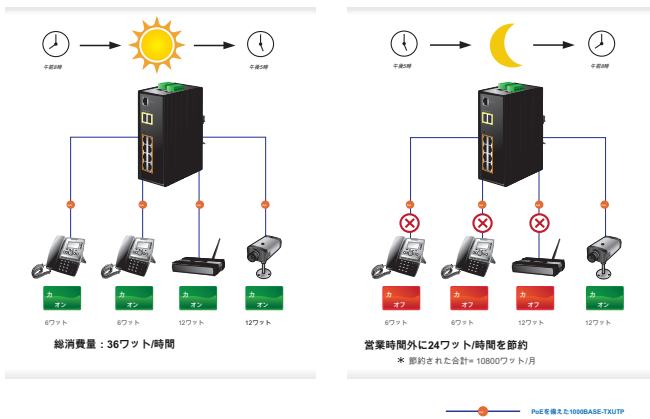 午前8時
午後5時
カ
オン
カ
オン
カ
オン
カ
オン
6ワット
6ワット
12ワット
12ワット
総消費量：36ワット/時間
午後5時
午前8時
カ
オフ
カ
オフ
カ
オフ
カ
オン
6ワット
6ワット
12ワット
12ワット
営業時間外に24ワット/時間を節約
* 節約された合計= 10800ワット/月
PoEを備えた1000BASE-TXUTP